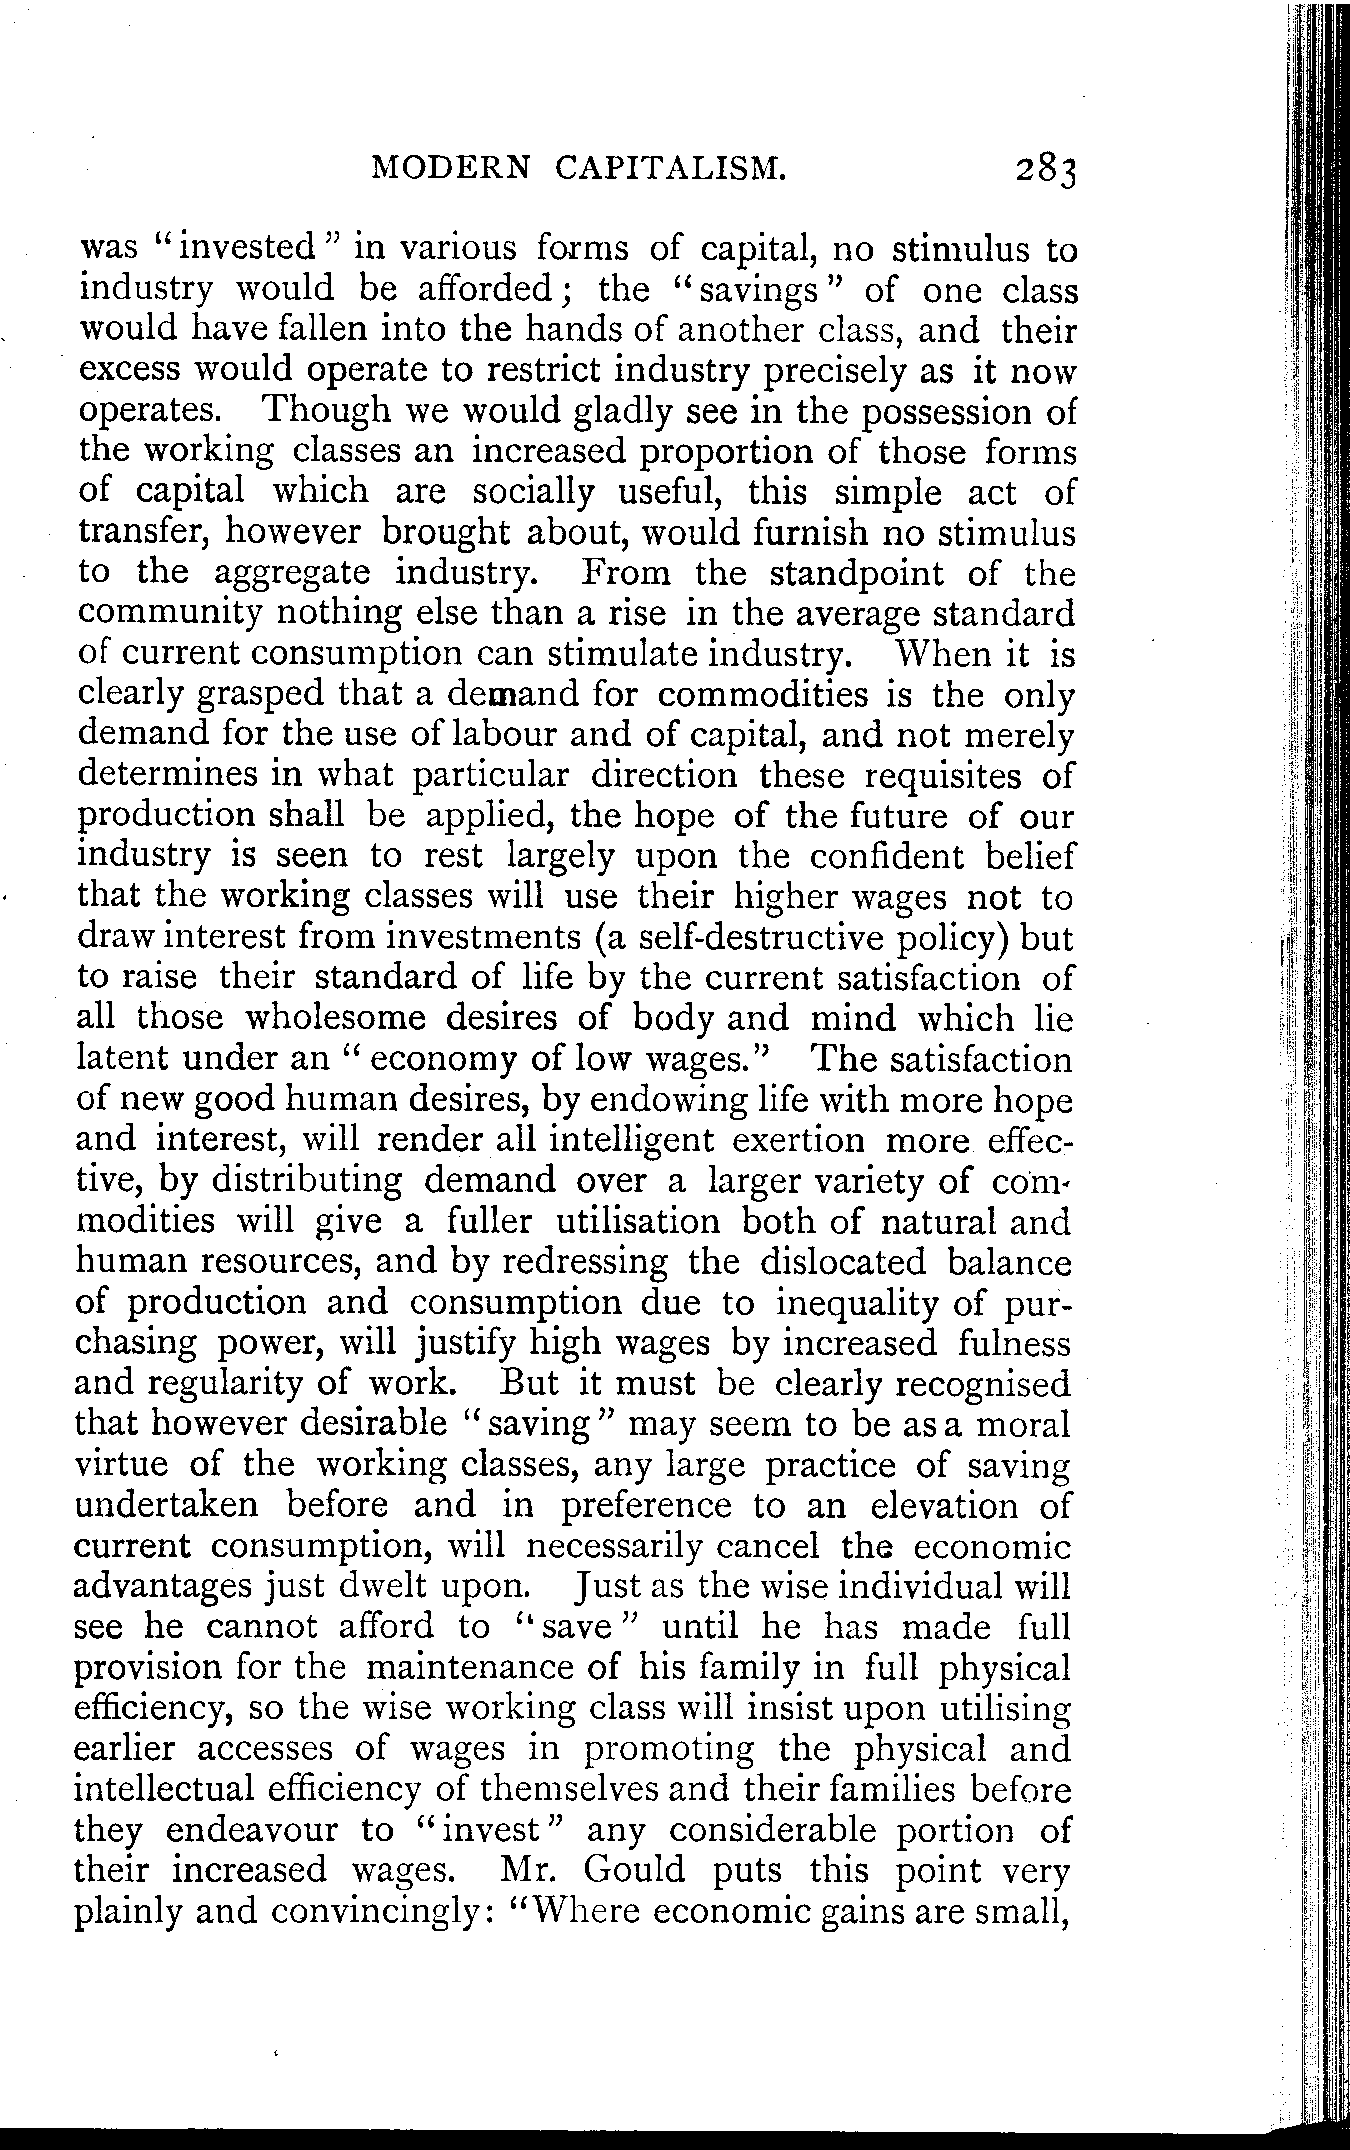 MODERN CAPITALISM. 283
was "invested" in various forms of capital, no stimulus to
industry would be afforded; the "savings" of one class
would have fallen into the hands of another class, and their
excess would operate to restrict industry precisely as it now
operates. Though we would gladly see in the possession of
the working classes an increased proportion of those forms
of capital which are socially useful, this simple act of
transfer, however brought about, would furnish no stimulus
to the aggregate industry. From the standpoint of the
community nothing else than a rise in the average standard
of current consumption can stimulate industry. When it is
clearly grasped that a demand for commodities is the only
demand for the use of labour and of capital, and not merely
determines in what particular direction these requisites of
production shall be applied, the hope of the future of our
industry is seen to rest largely upon the confident belief
that the working classes will use their higher wages not to
draw interest from investments (a self-destructive policy) but
to raise their standard of life by the current satisfaction of
all those wholesome desires of body and mind which lie
latent under an "economy of low wages." The satisfaction
of new good human desires, by endowing life with more hope
and interest, will render all intelligent exertion more effec-
tive, by distributing demand over a larger variety of com-
modities will give a fuller utilisation both of natural and
human resources, and by redressing the dislocated balance
of production and consumption due to inequality of pur-
chasing power, will justify high wages by increased fulness
and regularity of work. But it must be clearly recognised
that however desirable "saving" may seem to be as a moral
virtue of the working classes, any large practice of saving
undertaken before and in preference to an elevation of
current consumption, will necessarily cancel the economic
advantages just dwelt upon. Just as the wise individual will
see he cannot afford to "save" until he has made full
provision for the maintenance of his family in full physical
efficiency, so the wise working class will insist upon utilising
earlier accesses of wages in promoting the physical and
intellectual efficiency of themselves and their families before
they endeavour to "invest" any considerable portion of
their increased wages. Mr. Gould puts this point very
plainly and convincingly: "Where economic gains are small,